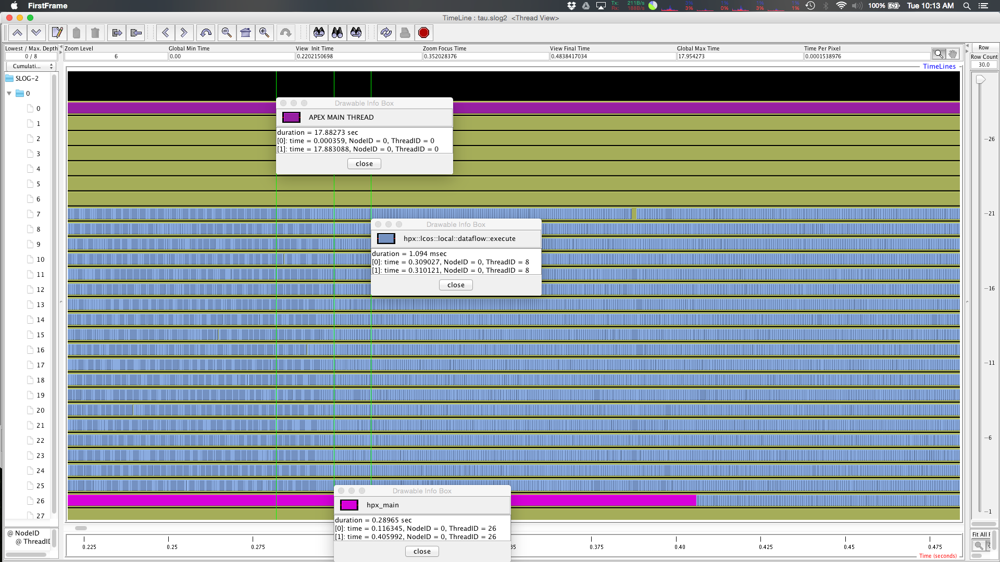 FirstFrame
Tx: 211B/s
Rx: 188B/s
3% 3% 1% 0% 1% 3% 1% 1%
100% Tue 10:13 AM
TimeLine : tau.slog2 <Thread View>
Lowest / Max. Depth Zoom Level Global Min Time View Init Time Zoom Focus Time View Final Time Global Max Time Time Per Pixel Row
0 / 8 6 0.00 0.2202150698 0.352028376 0.4838417034 17.954273 0.0001538976 Row Count
30.0
Cumulati...
TimeLines
SLOG-2
0
0
1
2
3
4
5
6
7
8
9
10
11
12
13
14
15
16
17
18
19
20
21
22
23
24
25
26
27
Drawable Info Box
APEX MAIN THREAD
duration = 17.88273 sec
[0]: time = 0.000359, NodeID = 0, ThreadID = 0
[1]: time = 17.883088, NodeID = 0, ThreadID = 0
close
Drawable Info Box
hpx::lcos::local::dataflow::execute
duration = 1.094 msec
[0]: time = 0.309027, NodeID = 0, ThreadID = 8
[1]: time = 0.310121, NodeID = 0, ThreadID = 8
close
Drawable Info Box
hpx_main
duration = 0.28965 sec
[0]: time = 0.116345, NodeID = 0, ThreadID = 26
[1]: time = 0.405992, NodeID = 0, ThreadID = 26
close
26
21
16
11
6
1
@ NodeID
@ ThreadI
0.225 0.25 0.275 35 0.375 0.40 0.425 0.45 0.475
Time (seconds)
Fit All